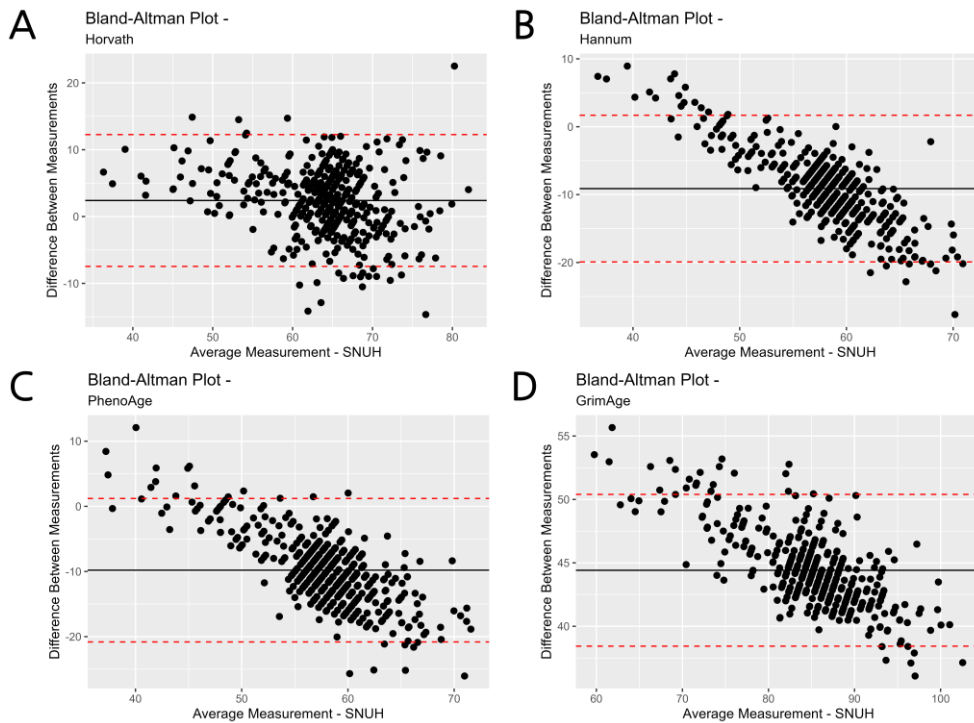 A
Bland-Altman Plot -
Horvath
Difference Between Measurements
20
10
0
-10
40
50
60
70
80
Average Measurement - SNUH
B
Bland-Altman Plot -
Hannum
Difference Between Measurements
10
0
-10
-20
40
50
60
70
Average Measurement - SNUH
C
Bland-Altman Plot -
PhenoAge
Difference Between Measurements
10
0
-10
-20
40
50
60
70
Average Measurement - SNUH
D
Bland-Altman Plot -
GrimAge
Difference Between Measurements
55
50
45
40
60
70
80
90
100
Average Measurement - SNUH